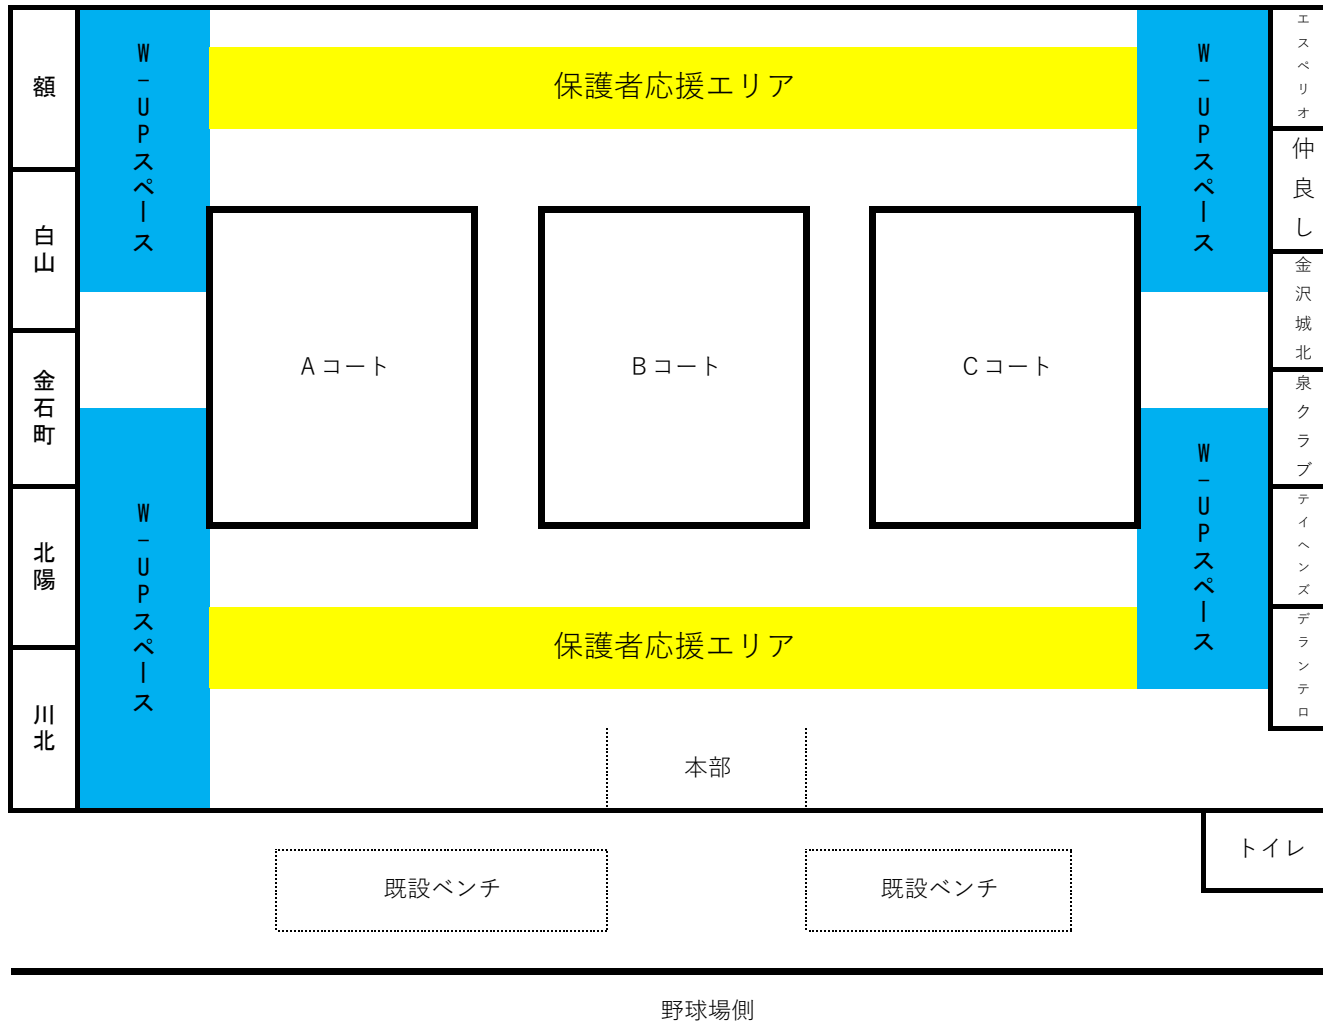 額
白山
金石町
北陽
川北
W-UPスペース
W-UPスペース
保護者応援エリア
Aコート
Bコート
Cコート
保護者応援エリア
W-UPスペース
W-UPスペース
エスペリオ
仲良し
金沢城北
泉クラブ
テイヘンズ
デランテロ
本部
トイレ
既設ベンチ
既設ベンチ
野球場側